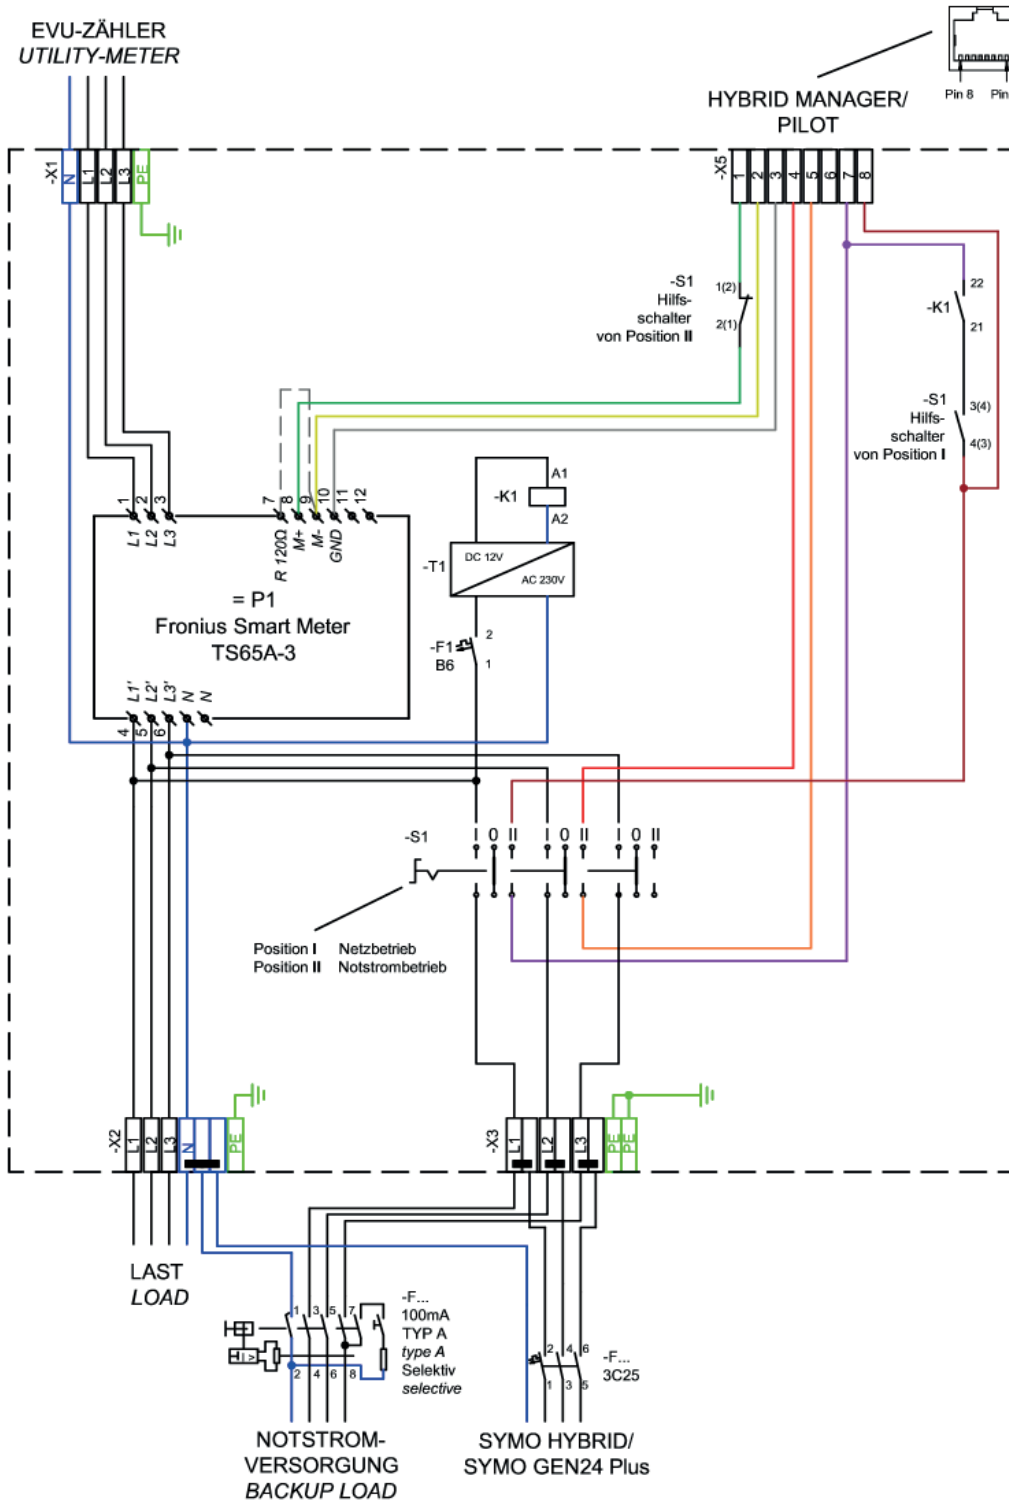 EVU-ZÄHLER
UTILITY-METER
HYBRID MANAGER/
PILOT
Pin 8 Pin
-X1 N L1 L2 L3 PE
-X5 1 2 3 4 5 6 7 8
-S1
Hilfs-
schalter
von Position II
1(2)
2(1)
22
-K1
21
-S1
Hilfs-
schalter
von Position I
3(4)
4(3)
1 2 3
L1 L2 L3
7 8 9 10 11 12
R 120Ω M+ M- GND
= P1
Fronius Smart Meter
TS65A-3
L1' L2' L3' N N
4 5 6
A1
-K1
A2
-T1
DC 12V
AC 230V
-F1
B6
2
1
-S1
I 0 II I 0 II I 0 II
Position I Netzbetrieb
Position II Notstrombetrieb
-X2 L1 L2 L3 N PE
-X3 L1 L2 L3 PE PE
LAST
LOAD
1 3 5 7
2 4 6 8
I >
-F...
100mA
TYP A
type A
Selektiv
selective
2 4 6
1 3 5
-F...
3C25
NOTSTROM-
VERSORGUNG
BACKUP LOAD
SYMO HYBRID/
SYMO GEN24 Plus